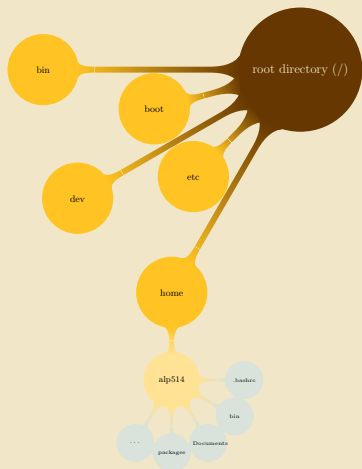 root directory (/)
bin
boot
etc
dev
home
alp514
.bashrc
bin
Documents
packages
...